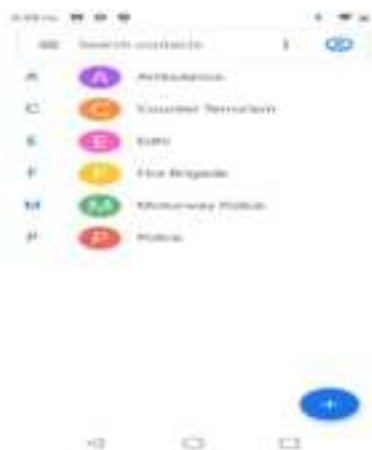 Search contacts
A A Ambulance
C C Counter Terrorism
E E Edhi
F F Fire Brigade
M M Motorway Police
P P Police